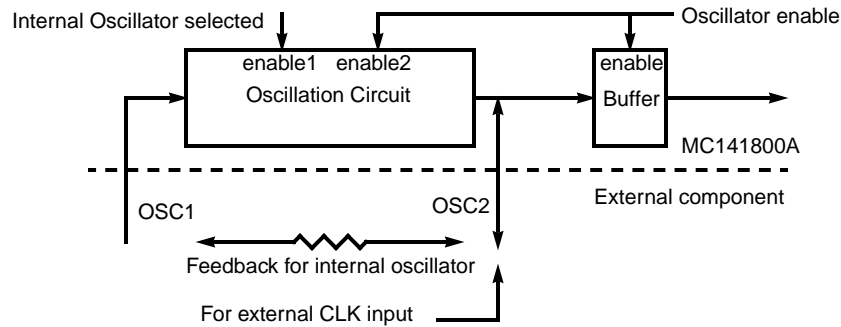 Internal Oscillator selected
Oscillator enable
enable1 enable2
enable
Oscillation Circuit
Buffer
MC141800A
External component
OSC1
OSC2
Feedback for internal oscillator
For external CLK input